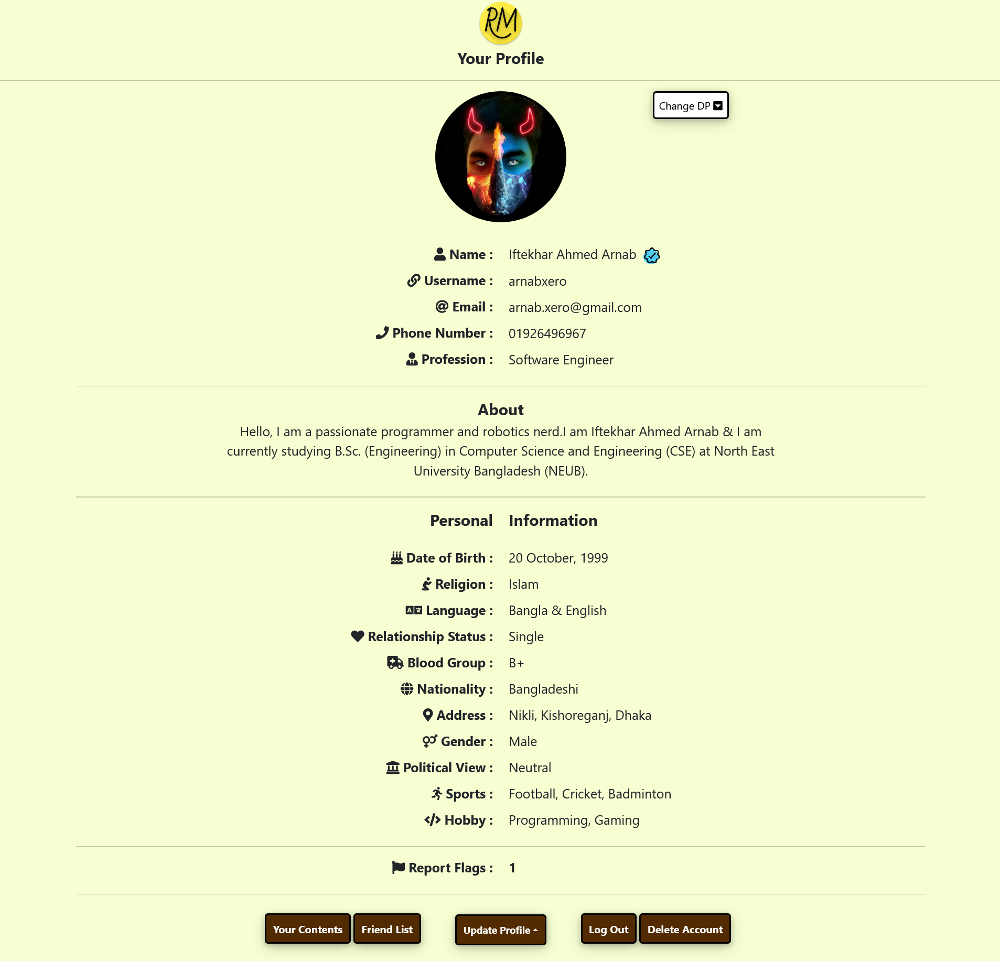 RM
Your Profile
Change DP
Name : Iftekhar Ahmed Arnab
Username : arnabxero
Email : arnab.xero@gmail.com
Phone Number : 01926496967
Profession : Software Engineer
About
Hello, I am a passionate programmer and robotics nerd.I am Iftekhar Ahmed Arnab & I am
currently studying B.Sc. (Engineering) in Computer Science and Engineering (CSE) at North East
University Bangladesh (NEUB).
Personal Information
Date of Birth : 20 October, 1999
Religion : Islam
Language : Bangla & English
Relationship Status : Single
Blood Group : B+
Nationality : Bangladeshi
Address : Nikli, Kishoreganj, Dhaka
Gender : Male
Political View : Neutral
Sports : Football, Cricket, Badminton
Hobby : Programming, Gaming
Report Flags : 1
Your Contents Friend List Update Profile Log Out Delete Account